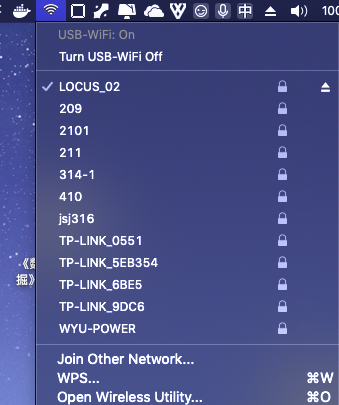 中 100
USB-WiFi: On
Turn USB-WiFi Off
LOCUS_02
209
2101
211
314-1
410
jsj316
TP-LINK_0551
TP-LINK_5EB354
TP-LINK_6BE5
TP-LINK_9DC6
WYU-POWER
掘》
Join Other Network...
WPS... ⌘W
Open Wireless Utility... ⌘O